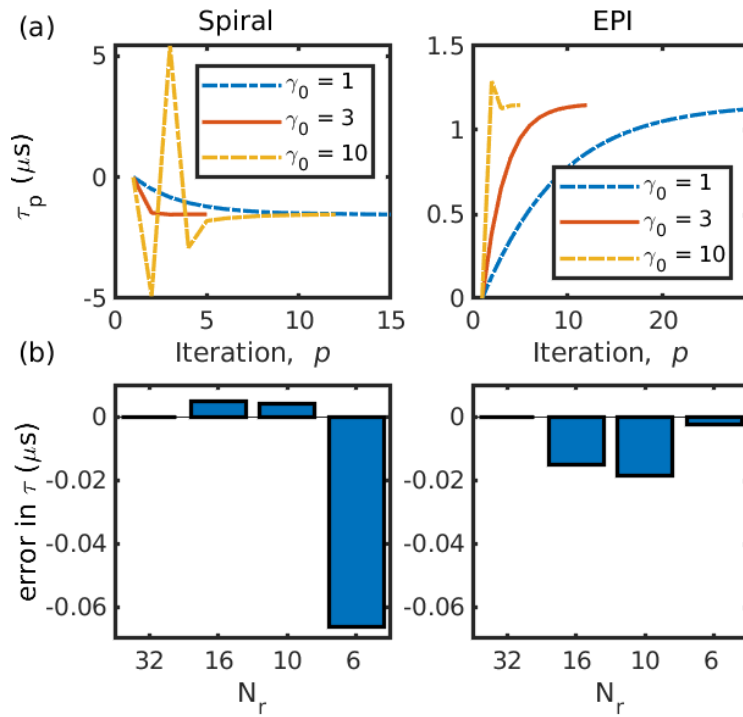 (a)
Spiral
EPI
τp (μs)
5
0
-5
γ0 = 1
γ0 = 3
γ0 = 10
0 5 10 15
Iteration, p
1.5
1
0.5
0
γ0 = 1
γ0 = 3
γ0 = 10
0 10 20
Iteration, p
(b)
error in τ (μs)
0
-0.02
-0.04
-0.06
32 16 10 6
Nr
0
-0.02
-0.04
-0.06
32 16 10 6
Nr